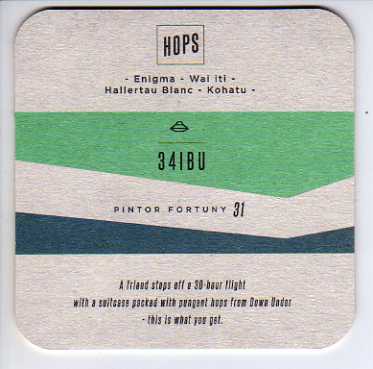 HOPS
- Enigma - Wai iti -
Hallertau Blanc - Kohatu -
34IBU
PINTOR FORTUNY 31
A friend steps off a 30-hour flight
with a suitcase packed with pungent hops from Down Under
- this is what you get.